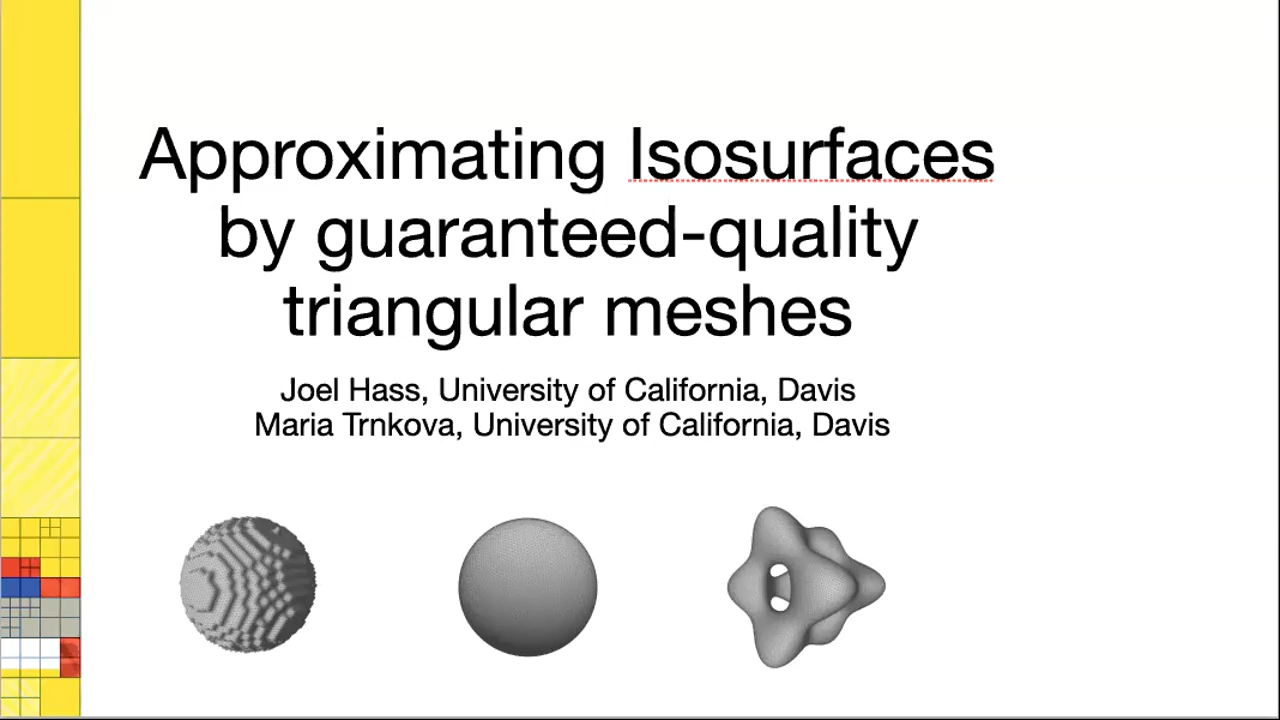 Approximating Isosurfaces
by guaranteed-quality
triangular meshes
Joel Hass, University of California, Davis
Maria Trnkova, University of California, Davis